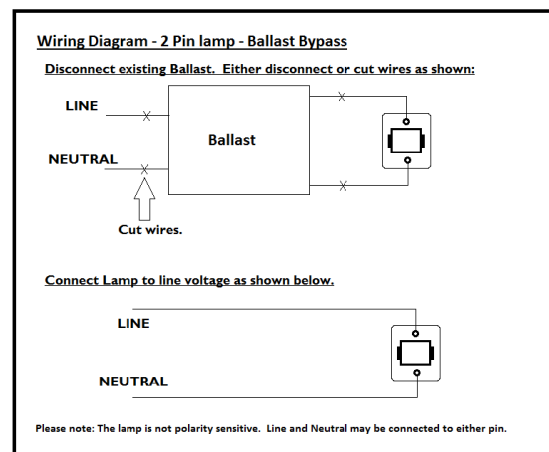 Wiring Diagram - 2 Pin lamp - Ballast Bypass
Disconnect existing Ballast.  Either disconnect or cut wires as shown:
LINE
Ballast
NEUTRAL
Cut wires.
Connect Lamp to line voltage as shown below.
LINE
NEUTRAL
Please note: The lamp is not polarity sensitive.  Line and Neutral may be connected to either pin.